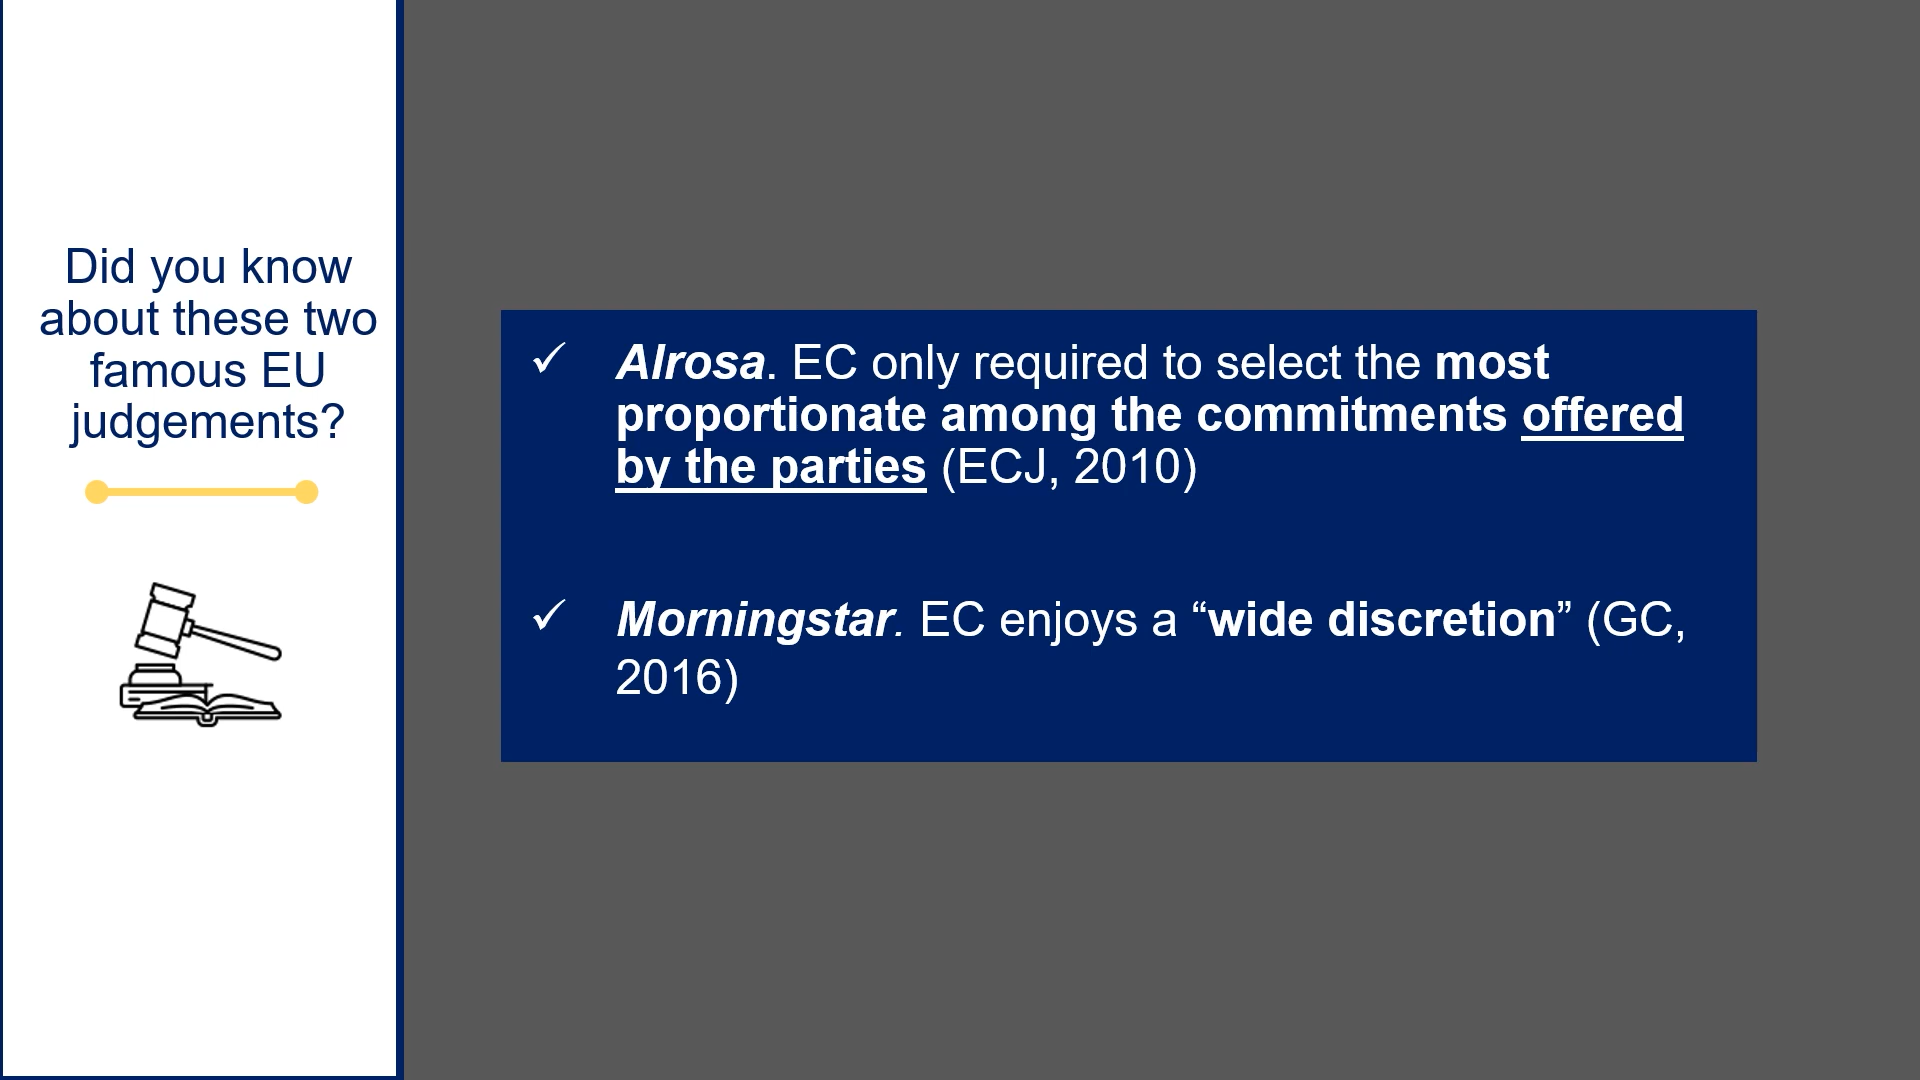 Did you know
about these two
famous EU
judgements?
✓ Alrosa. EC only required to select the most
proportionate among the commitments offered
by the parties (ECJ, 2010)
✓ Morningstar. EC enjoys a “wide discretion” (GC,
2016)